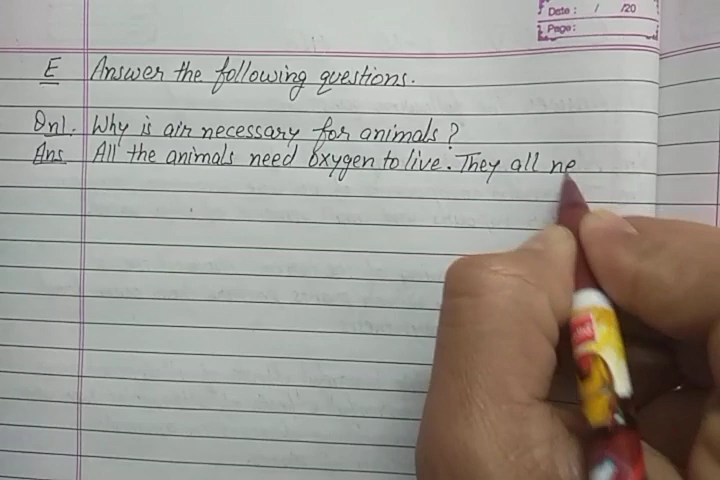 Date: / /20
Page:
E Answer the following questions.
Qn1. Why is air necessary for animals?
Ans All the animals need oxygen to live. They all ne